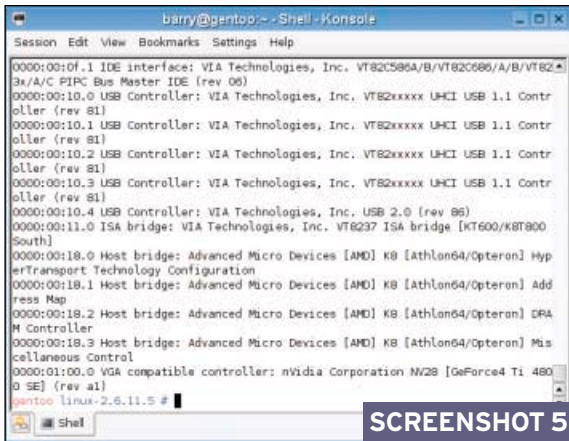 barry@gentoo:~ - Shell - Konsole
Session Edit View Bookmarks Settings Help
0000:00:0f.1 IDE interface: VIA Technologies, Inc. VT82C586A/B/VT82C686/A/B/VT82
3x/A/C PIPC Bus Master IDE (rev 06)
0000:00:10.0 USB Controller: VIA Technologies, Inc. VT82xxxxx UHCI USB 1.1 Contr
oller (rev 81)
0000:00:10.1 USB Controller: VIA Technologies, Inc. VT82xxxxx UHCI USB 1.1 Contr
oller (rev 81)
0000:00:10.2 USB Controller: VIA Technologies, Inc. VT82xxxxx UHCI USB 1.1 Contr
oller (rev 81)
0000:00:10.3 USB Controller: VIA Technologies, Inc. VT82xxxxx UHCI USB 1.1 Contr
oller (rev 81)
0000:00:10.4 USB Controller: VIA Technologies, Inc. USB 2.0 (rev 86)
0000:00:11.0 ISA bridge: VIA Technologies, Inc. VT8237 ISA bridge [KT600/K8T800
South]
0000:00:18.0 Host bridge: Advanced Micro Devices [AMD] K8 [Athlon64/Opteron] Hyp
erTransport Technology Configuration
0000:00:18.1 Host bridge: Advanced Micro Devices [AMD] K8 [Athlon64/Opteron] Add
ress Map
0000:00:18.2 Host bridge: Advanced Micro Devices [AMD] K8 [Athlon64/Opteron] DRA
M Controller
0000:00:18.3 Host bridge: Advanced Micro Devices [AMD] K8 [Athlon64/Opteron] Mis
cellaneous Control
0000:01:00.0 VGA compatible controller: nVidia Corporation NV28 [GeForce4 Ti 480
0 SE] (rev a1)
gentoo linux-2.6.11.5 #
Shell
SCREENSHOT 5